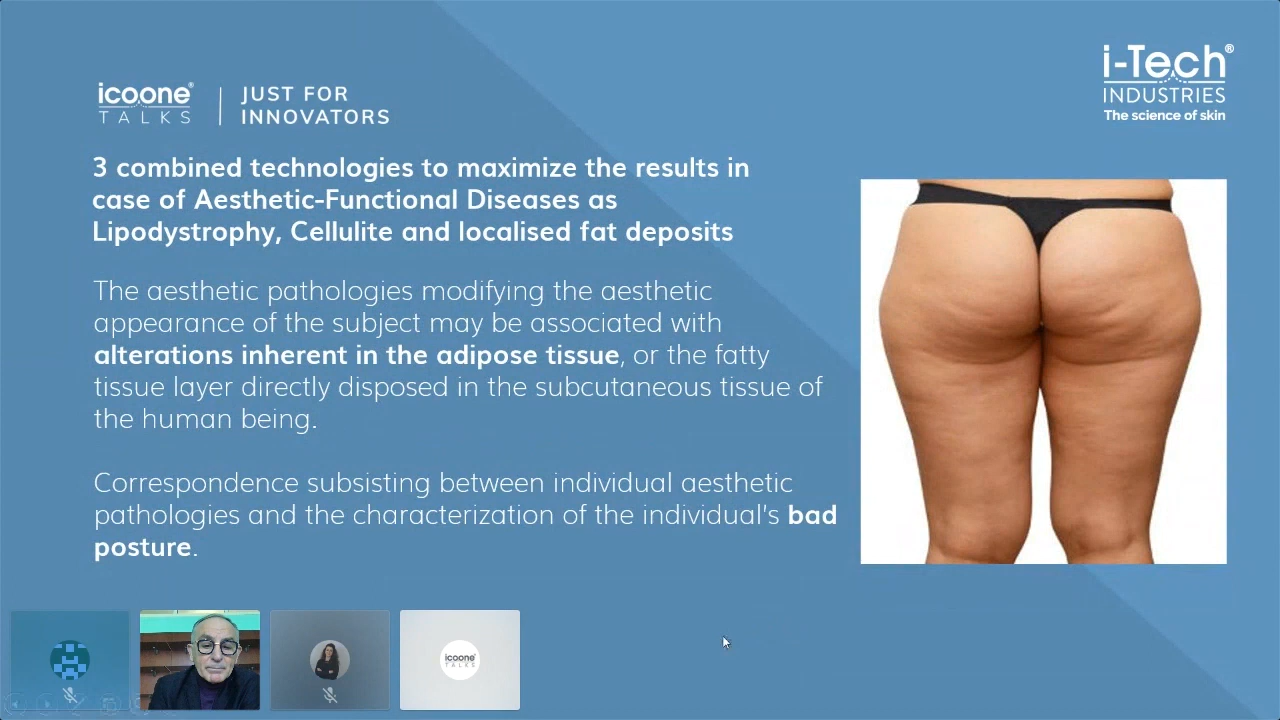 icoone®
TALKS
JUST FOR
INNOVATORS
i-Tech®
INDUSTRIES
The science of skin
3 combined technologies to maximize the results in
case of Aesthetic-Functional Diseases as
Lipodystrophy, Cellulite and localised fat deposits
The aesthetic pathologies modifying the aesthetic
appearance of the subject may be associated with
alterations inherent in the adipose tissue, or the fatty
tissue layer directly disposed in the subcutaneous tissue of
the human being.
Correspondence subsisting between individual aesthetic
pathologies and the characterization of the individual's bad
posture.
icoone
TALKS